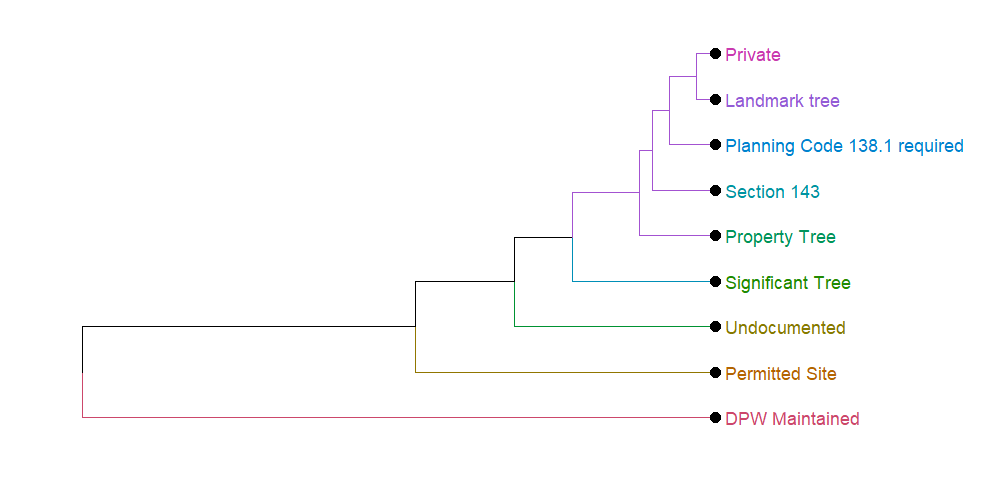 Private
Landmark tree
Planning Code 138.1 required
Section 143
Property Tree
Significant Tree
Undocumented
Permitted Site
DPW Maintained